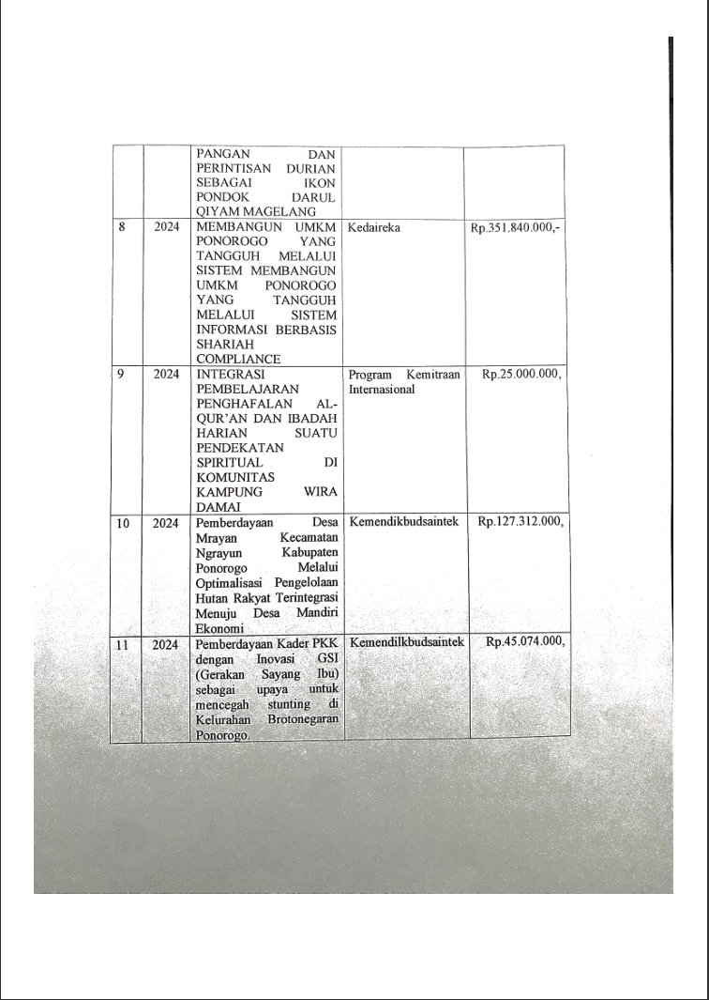 PANGAN DAN
PERINTISAN DURIAN
SEBAGAI IKON
PONDOK DARUL
QIYAM MAGELANG
8 2024 MEMBANGUN UMKM Kedaireka Rp.351.840.000,-
PONOROGO YANG
TANGGUH MELALUI
SISTEM MEMBANGUN
UMKM PONOROGO
YANG TANGGUH
MELALUI SISTEM
INFORMASI BERBASIS
SHARIAH
COMPLIANCE
9 2024 INTEGRASI Program Kemitraan Rp.25.000.000,
PEMBELAJARAN Internasional
PENGHAFALAN AL-
QUR'AN DAN IBADAH
HARIAN SUATU
PENDEKATAN
SPIRITUAL DI
KOMUNITAS
KAMPUNG WIRA
DAMAI
10 2024 Pemberdayaan Desa Kemendikbudsaintek Rp.127.312.000,
Mrayan Kecamatan
Ngrayun Kabupaten
Ponorogo Melalui
Optimalisasi Pengelolaan
Hutan Rakyat Terintegrasi
Menuju Desa Mandiri
Ekonomi
11 2024 Pemberdayaan Kader PKK Kemendilkbudsaintek Rp.45.074.000,
dengan Inovasi GSI
(Gerakan Sayang Ibu)
sebagai upaya untuk
mencegah stunting di
Kelurahan Brotonegaran
Ponorogo.